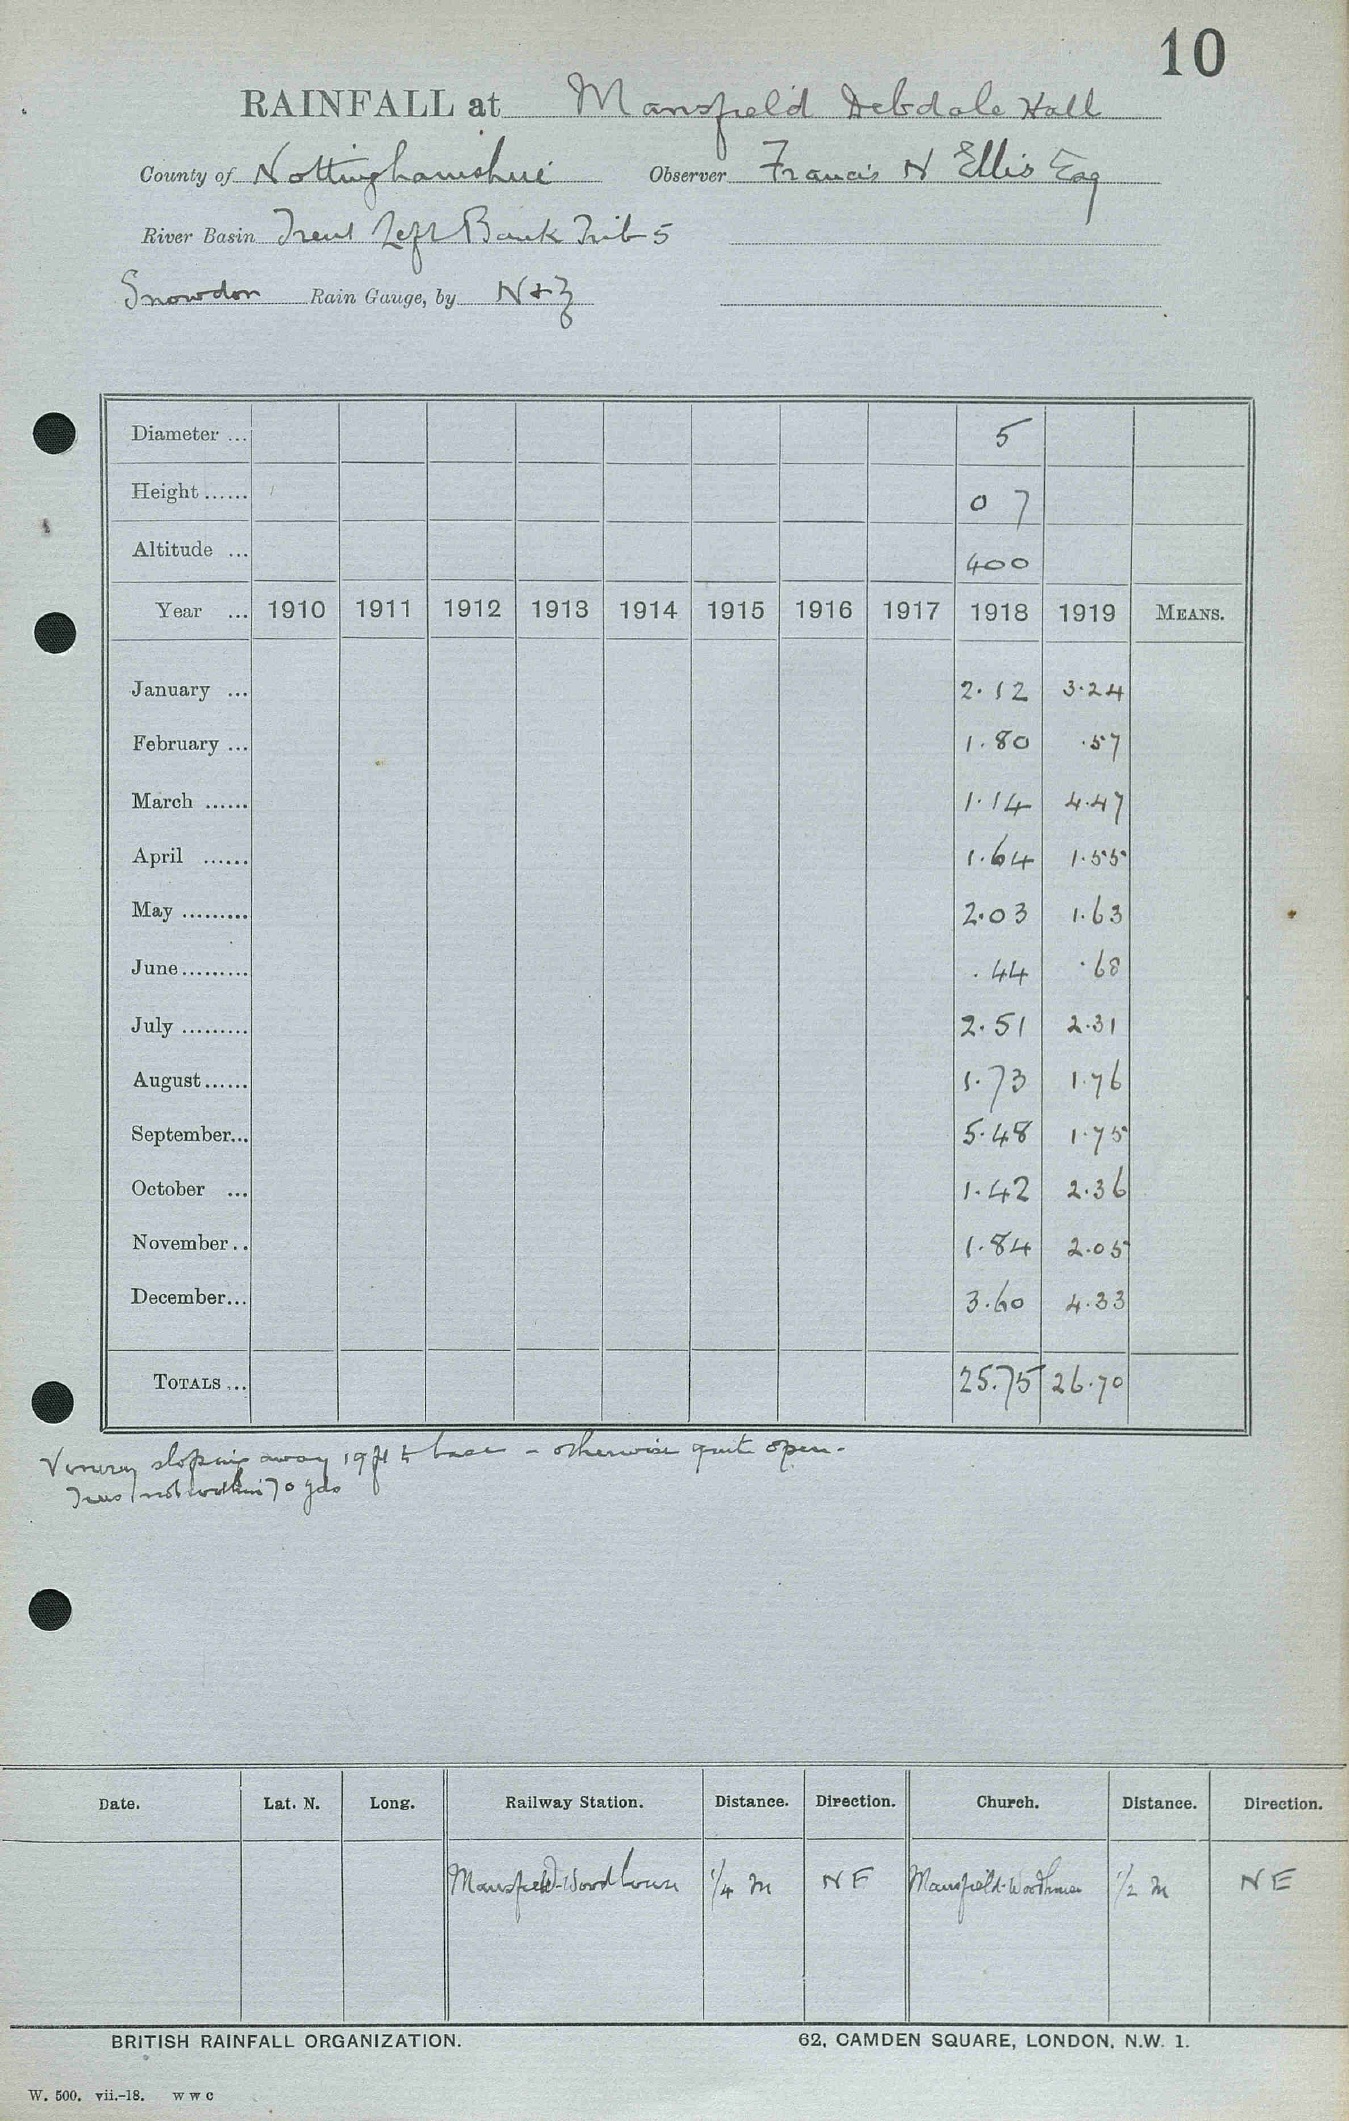 10
RAINFALL at Mansfield Debdale Hall
County of Nottinghamshire Observer Francis N Ellis Esq
River Basin Trent Left Bank Trib 5
Snowdon Rain Gauge, by N & Z
Diameter ... 5
Height ...... 0 7
Altitude ... 400
Year ... 1910 1911 1912 1913 1914 1915 1916 1917 1918 1919 MEANS.
January ... 2.12 3.24
February ... 1.80 .57
March ...... 1.14 4.47
April ...... 1.64 1.55
May ......... 2.03 1.63
June ......... .44 .68
July ......... 2.51 2.31
August ...... 1.73 1.76
September... 5.48 1.75
October ... 1.42 2.36
November.. 1.84 2.05
December... 3.60 4.33
TOTALS ... 25.75 26.70
Vinery sloping away 19 ft to base - otherwise quite open.
Trees not within 70 yds
Date. Lat. N. Long. Railway Station. Distance. Direction. Church. Distance. Direction.
Mansfield Woodhouse 1/4 m NE Mansfield-Woodhouse 1/2 m NE
BRITISH RAINFALL ORGANIZATION. 62, CAMDEN SQUARE, LONDON, N.W. 1.
W. 500. vii.-18. W W C